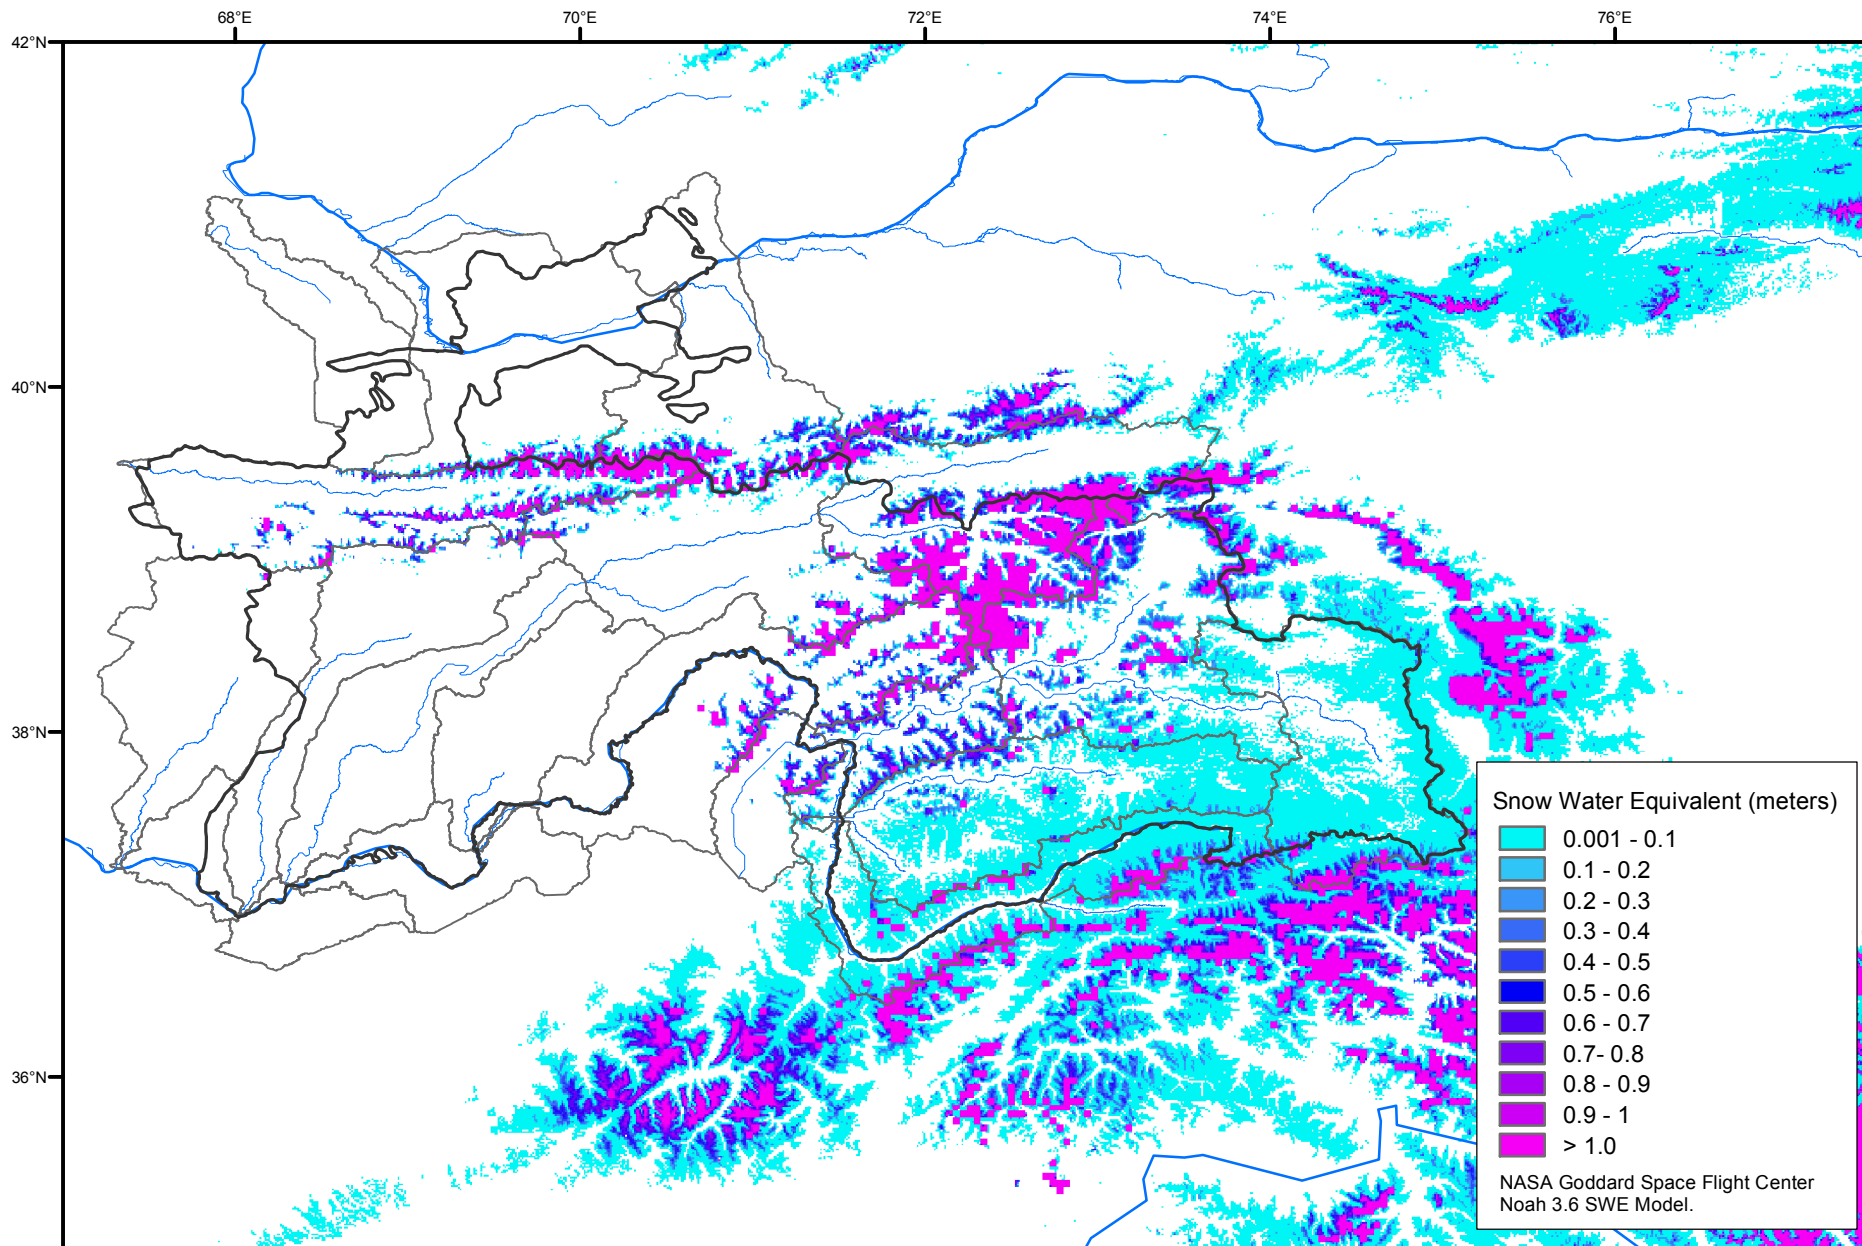 68°E 70°E 72°E 74°E 76°E
42°N
40°N
38°N
36°N
Snow Water Equivalent (meters)
0.001 - 0.1
0.1 - 0.2
0.2 - 0.3
0.3 - 0.4
0.4 - 0.5
0.5 - 0.6
0.6 - 0.7
0.7- 0.8
0.8 - 0.9
0.9 - 1
> 1.0
NASA Goddard Space Flight Center
Noah 3.6 SWE Model.